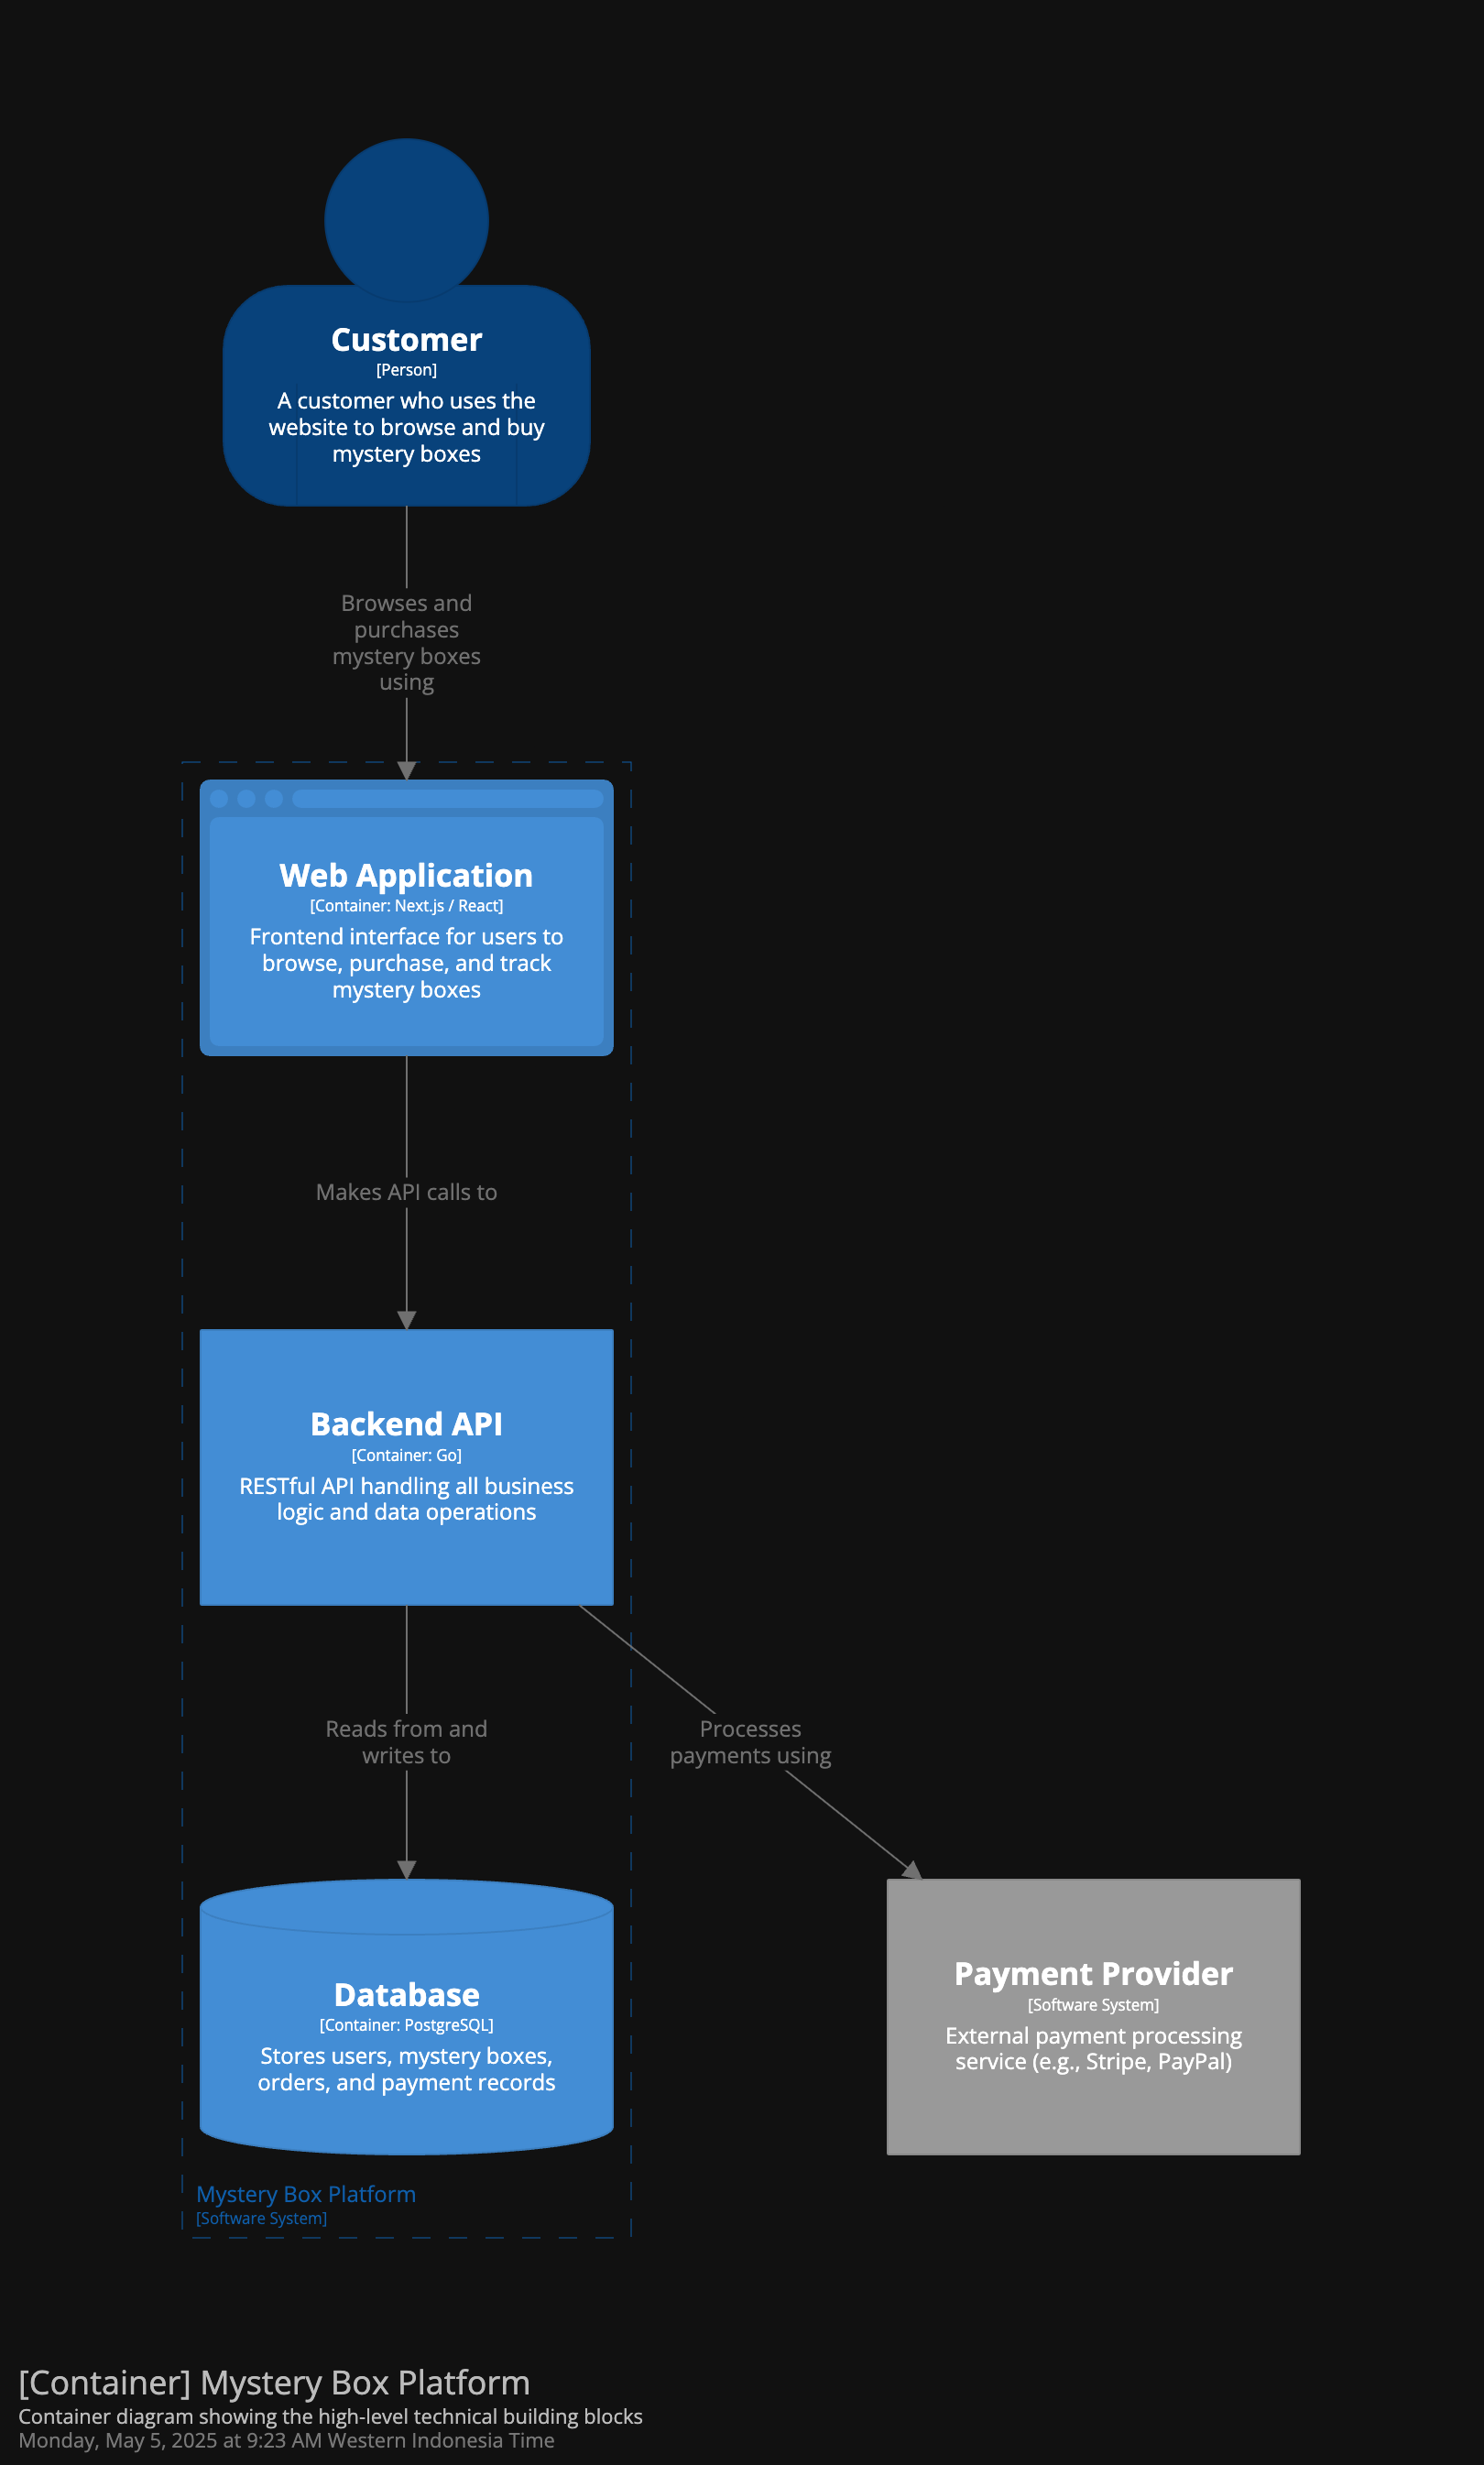 Customer
[Person]
A customer who uses the
website to browse and buy
mystery boxes
Browses and
purchases
mystery boxes
using
Web Application
[Container: Next.js / React]
Frontend interface for users to
browse, purchase, and track
mystery boxes
Makes API calls to
Backend API
[Container: Go]
RESTful API handling all business
logic and data operations
Reads from and
writes to
Processes
payments using
Database
[Container: PostgreSQL]
Stores users, mystery boxes,
orders, and payment records
Payment Provider
[Software System]
External payment processing
service (e.g., Stripe, PayPal)
Mystery Box Platform
[Software System]
[Container] Mystery Box Platform
Container diagram showing the high-level technical building blocks
Monday, May 5, 2025 at 9:23 AM Western Indonesia Time